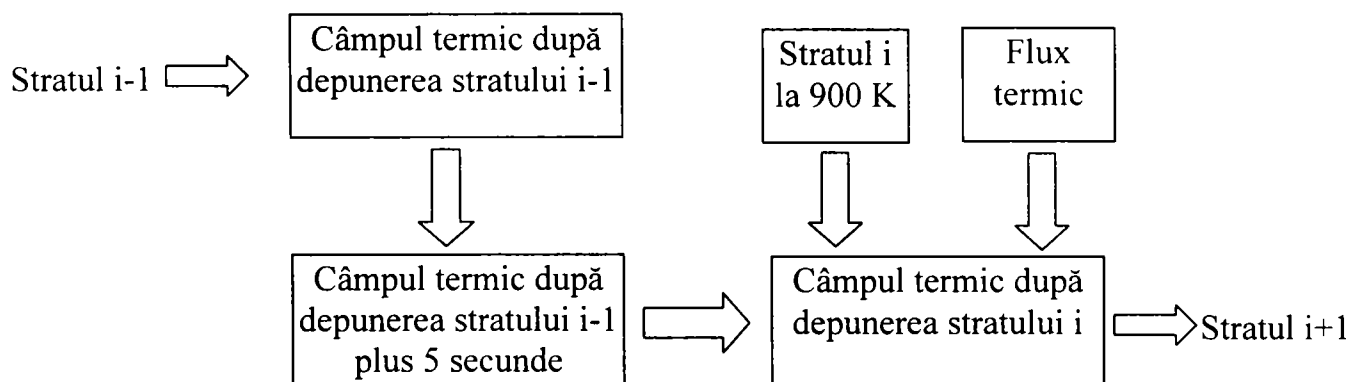 Stratul i-1
Câmpul termic după
depunerea stratului i-1
Stratul i
la 900 K
Flux
termic
Câmpul termic după
depunerea stratului i-1
plus 5 secunde
Câmpul termic după
depunerea stratului i
Stratul i+1